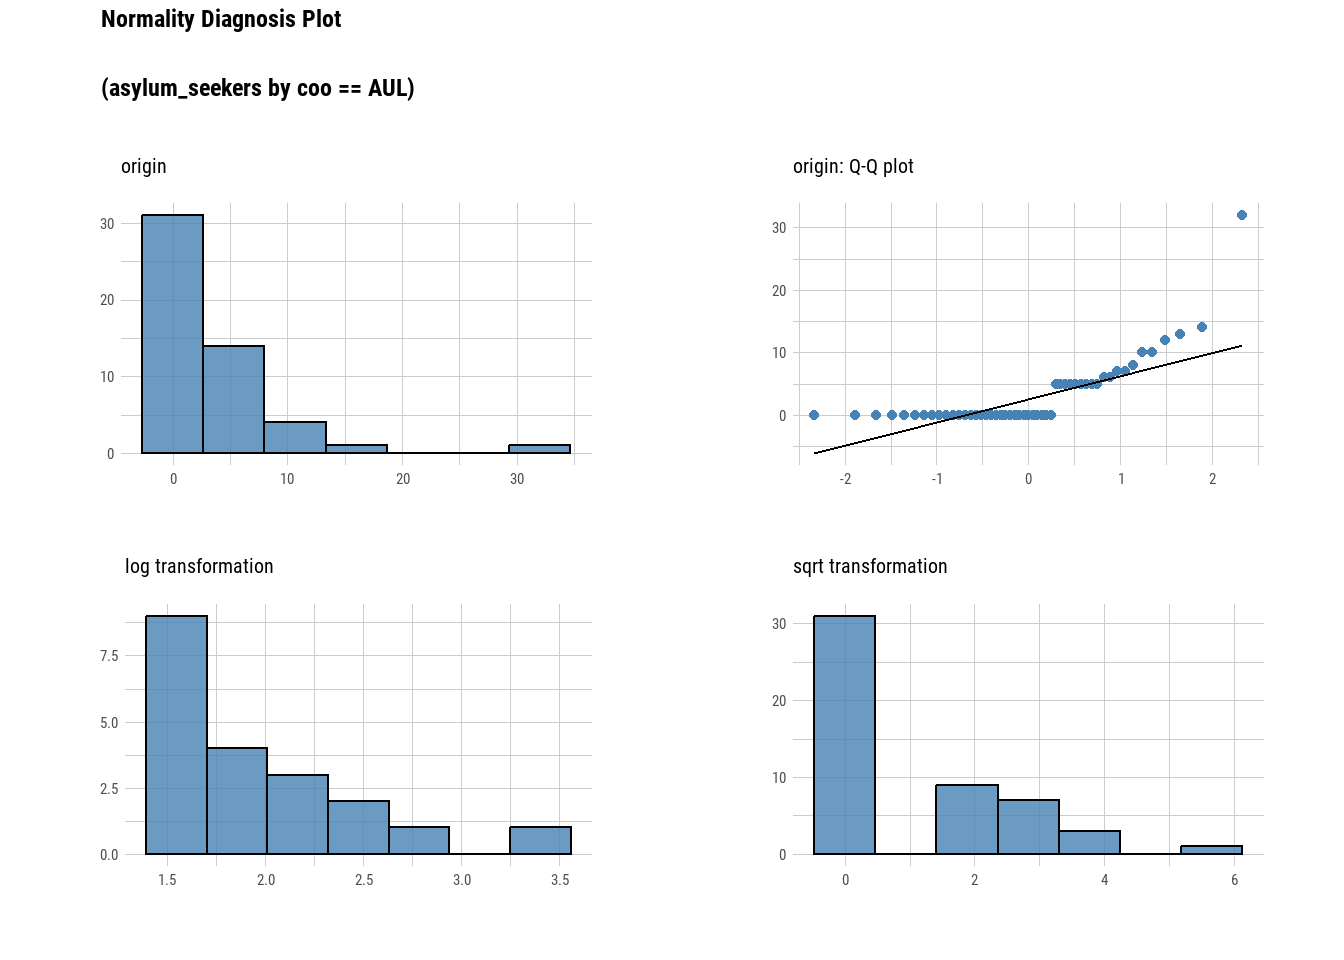 Normality Diagnosis Plot
(asylum_seekers by coo == AUL)
origin
30
20
10
0
0 10 20 30
origin: Q-Q plot
30
20
10
0
-2 -1 0 1 2
log transformation
7.5
5.0
2.5
0.0
1.5 2.0 2.5 3.0 3.5
sqrt transformation
30
20
10
0
0 2 4 6